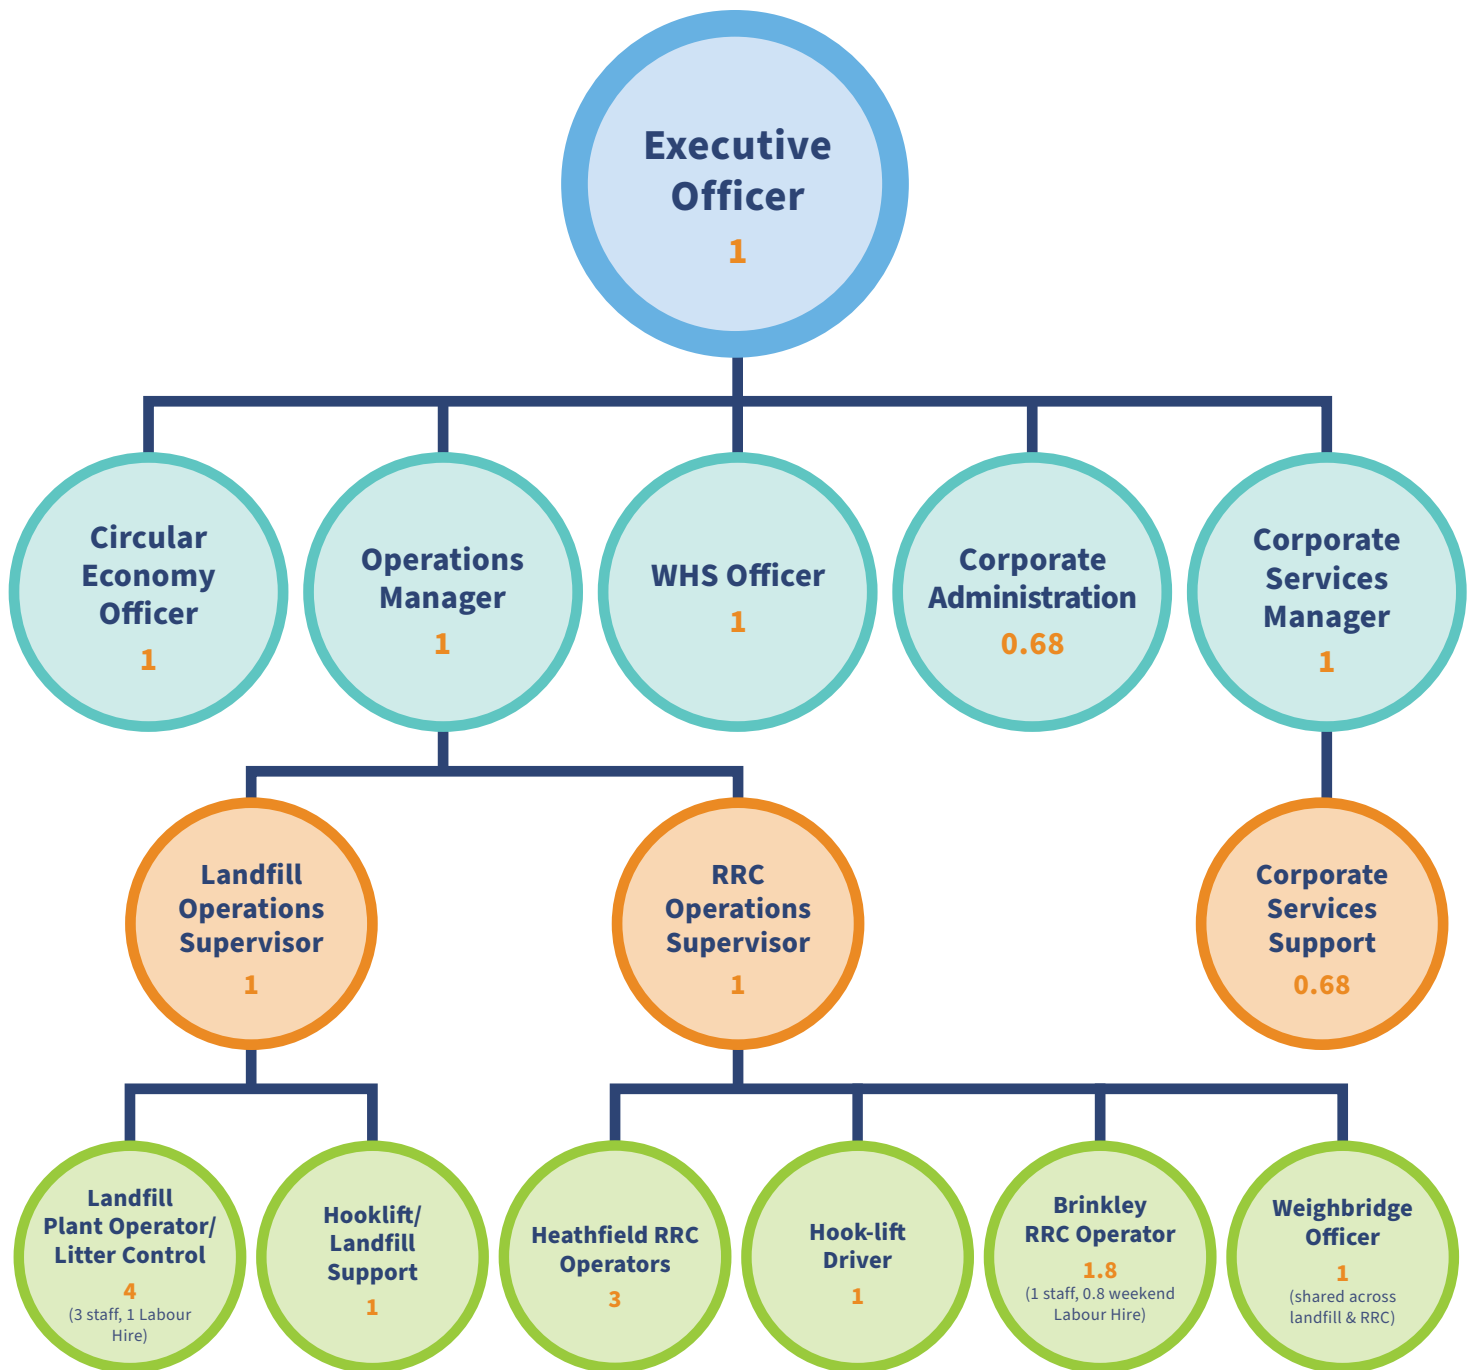 Executive
Officer
1
Circular
Economy
Officer
1
Operations
Manager
1
WHS Officer
1
Corporate
Administration
0.68
Corporate
Services
Manager
1
Landfill
Operations
Supervisor
1
RRC
Operations
Supervisor
1
Corporate
Services
Support
0.68
Landfill
Plant Operator/
Litter Control
4
(3 staff, 1 Labour
Hire)
Hooklift/
Landfill
Support
1
Heathfield RRC
Operators
3
Hook-lift
Driver
1
Brinkley
RRC Operator
1.8
(1 staff, 0.8 weekend
Labour Hire)
Weighbridge
Officer
1
(shared across
landfill & RRC)